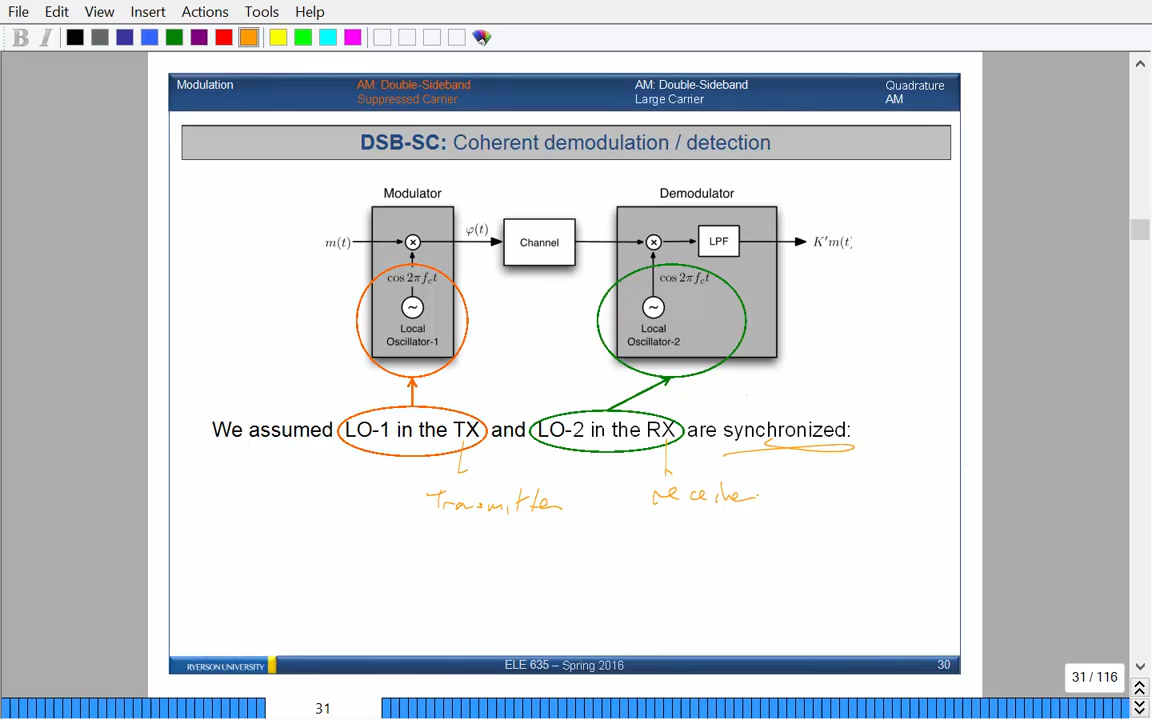 File Edit View Insert Actions Tools Help
B I
Modulation AM: Double-Sideband AM: Double-Sideband Quadrature
Suppressed Carrier Large Carrier AM
DSB-SC: Coherent demodulation / detection
Modulator Demodulator
m(t) × φ(t) Channel × LPF K'm(t)
cos 2πf_c t cos 2πf_c t
~ ~
Local Local
Oscillator-1 Oscillator-2
We assumed LO-1 in the TX and LO-2 in the RX are synchronized:
Transmitter receiver
RYERSON UNIVERSITY ELE 635 – Spring 2016 30
31 / 116
31